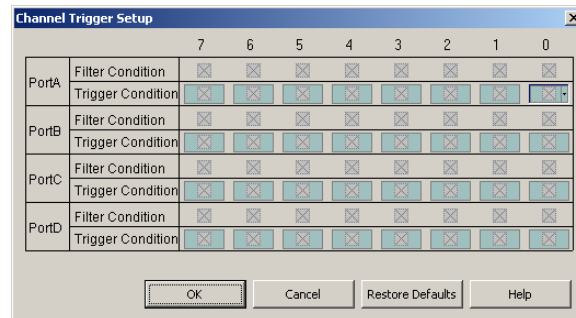 Channel Trigger Setup
7 6 5 4 3 2 1 0
PortA
Filter Condition
Trigger Condition
PortB
Filter Condition
Trigger Condition
PortC
Filter Condition
Trigger Condition
PortD
Filter Condition
Trigger Condition
OK Cancel Restore Defaults Help